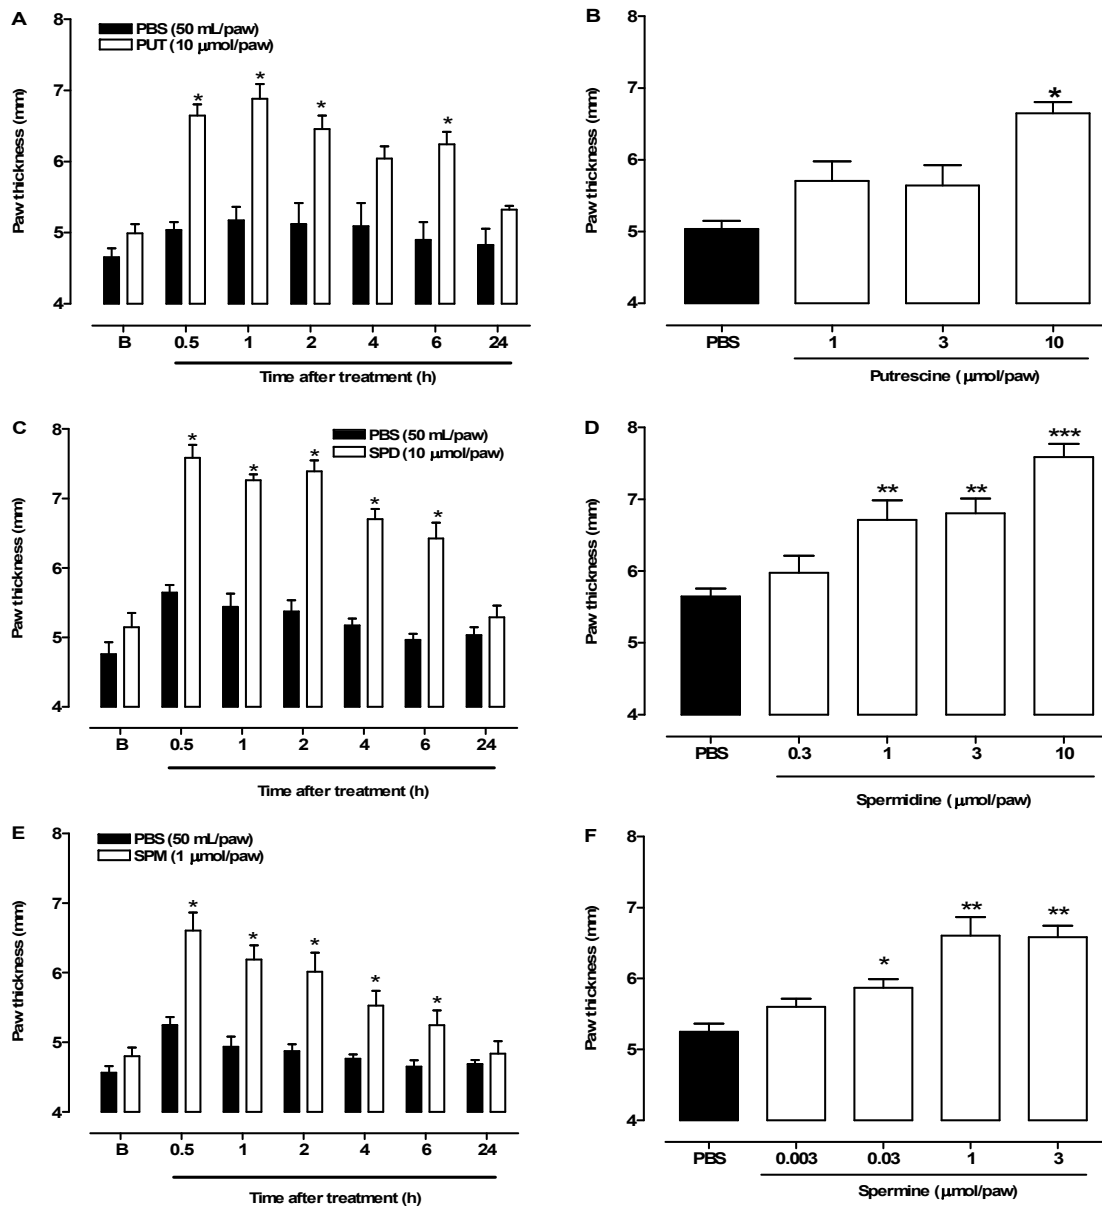 A
PBS (50 mL/paw)
PUT (10 μmol/paw)
Paw thickness (mm)
8
7
6
5
4
B 0.5 1 2 4 6 24
Time after treatment (h)
* * * *
B
Paw thickness (mm)
8
7
6
5
4
*
PBS 1 3 10
Putrescine (μmol/paw)
C
PBS (50 mL/paw)
SPD (10 μmol/paw)
Paw thickness (mm)
8
7
6
5
4
* * * * *
B 0.5 1 2 4 6 24
Time after treatment (h)
D
Paw thickness (mm)
8
7
6
5
4
** ** ***
PBS 0.3 1 3 10
Spermidine (μmol/paw)
E
PBS (50 mL/paw)
SPM (1 μmol/paw)
Paw thickness (mm)
8
7
6
5
4
* * * * *
B 0.5 1 2 4 6 24
Time after treatment (h)
F
Paw thickness (mm)
8
7
6
5
4
* ** **
PBS 0.003 0.03 1 3
Spermine (μmol/paw)